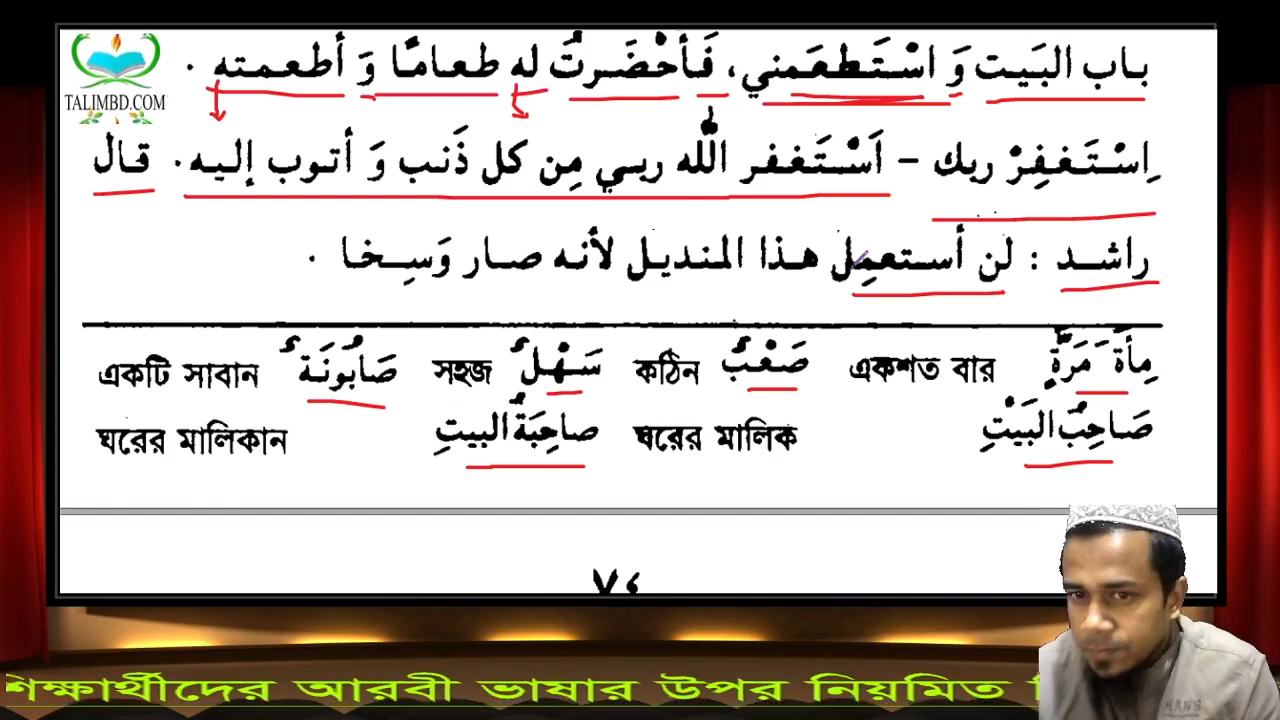 باب البَيت وَ اسْتَطعَمني، فَأحْضَرتُ له طعامًا وَ أطعمته .
TALIMBD.COM
اِسْتَغفِرْ ربك – اَسْتَغفر اللّه ربي مِن كل ذَنب وَ أتوب إليه . قال
راشد : لن أستعمِل هذا المنديل لأنه صار وَسِخا .
مِأةَ مَرَّةٍ একশত বার صَعْبٌ কঠিন سَهْلٌ সহজ صَابُونَةٌ একটি সাবান
صَاحِبُ البَيْتِ ঘরের মালিক صاحِبَةُ البيتِ ঘরের মালিকান
শিক্ষার্থীদের আরবী ভাষার উপর নিয়মিত